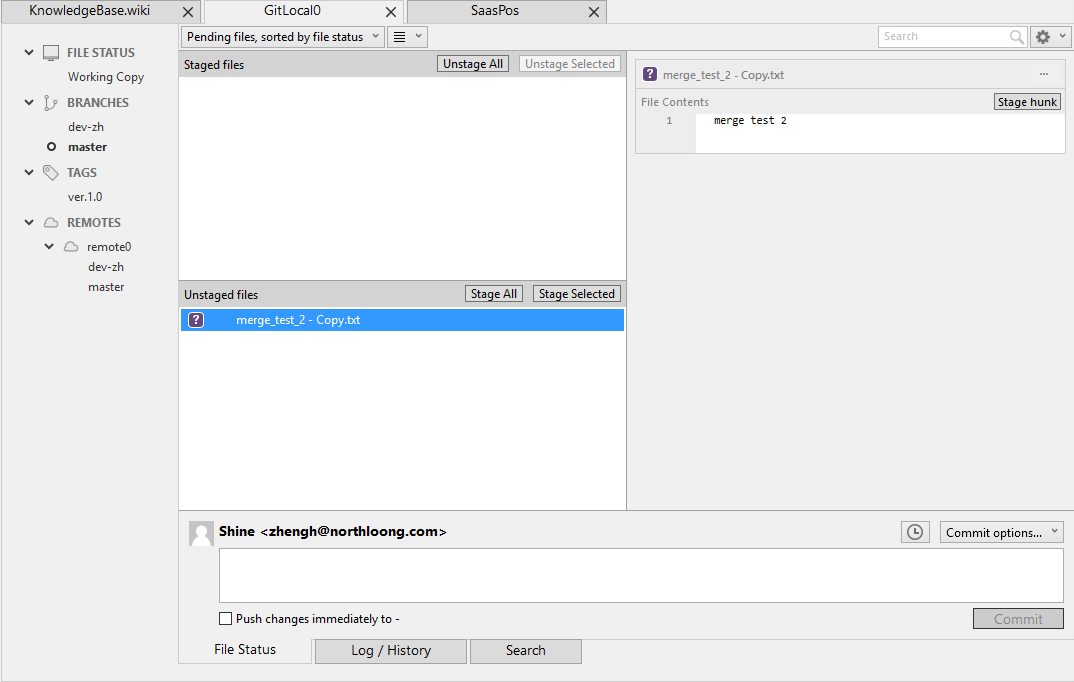 KnowledgeBase.wiki
GitLocal0
SaasPos
Pending files, sorted by file status
Search
FILE STATUS
Working Copy
BRANCHES
dev-zh
master
TAGS
ver.1.0
REMOTES
remote0
dev-zh
master
Staged files
Unstage All
Unstage Selected
Unstaged files
Stage All
Stage Selected
? merge_test_2 - Copy.txt
? merge_test_2 - Copy.txt
...
File Contents
Stage hunk
1 merge test 2
Shine <zhengh@northloong.com>
Commit options...
Push changes immediately to -
Commit
File Status
Log / History
Search